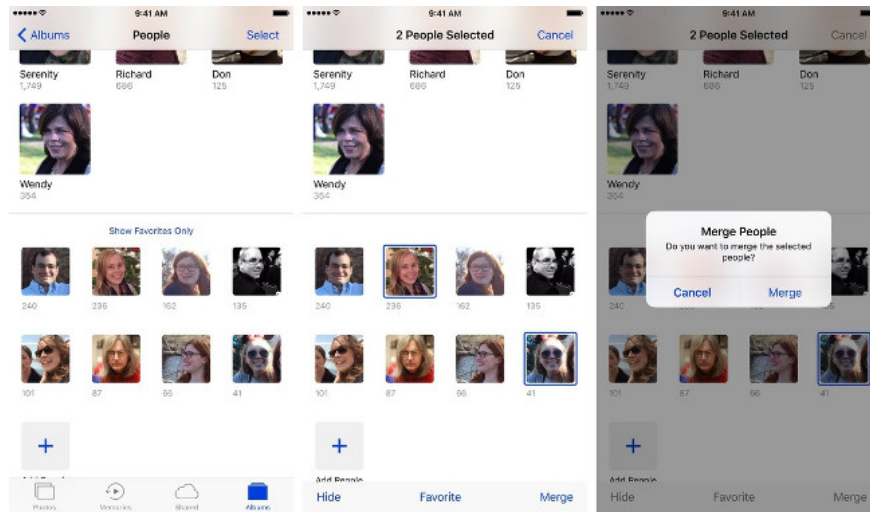 9:41 AM
Albums
People
Select
Serenity
1,749
Richard
686
Don
125
Wendy
354
Show Favorites Only
240
236
162
135
101
87
66
41
Photos
Memories
Shared
Albums
9:41 AM
2 People Selected
Cancel
Serenity
1,749
Richard
686
Don
125
Wendy
354
240
236
162
135
101
87
66
41
Add People
Hide
Favorite
Merge
9:41 AM
2 People Selected
Cancel
Serenity
1,749
Richard
686
Don
125
Wendy
354
Merge People
Do you want to merge the selected
people?
Cancel
Merge
240
101
87
66
41
Add People
Hide
Favorite
Merge